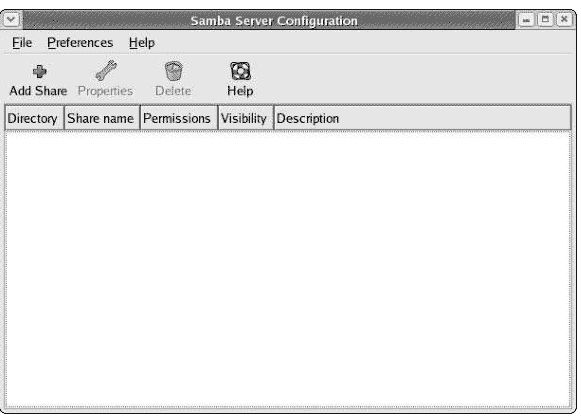 Samba Server Configuration
File Preferences Help
Add Share Properties Delete Help
Directory Share name Permissions Visibility Description